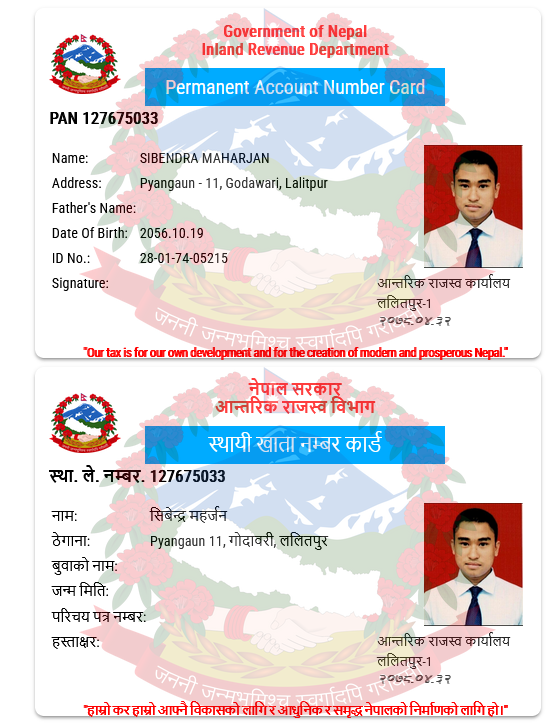 Government of Nepal
Inland Revenue Department
Permanent Account Number Card
PAN 127675033
Name: SIBENDRA MAHARJAN
Address: Pyangaun - 11, Godawari, Lalitpur
Father's Name:
Date Of Birth: 2056.10.19
ID No.: 28-01-74-05215
Signature:
आन्तरिक राजस्व कार्यालय
ललितपुर-1
२०७८.०४.३२
जननी जन्मभूमिश्च स्वर्गादपि
"Our tax is for our own development and for the creation of modern and prosperous Nepal."
नेपाल सरकार
आन्तरिक राजस्व विभाग
स्थायी खाता नम्बर कार्ड
स्था. ले. नम्बर. 127675033
नाम: सिबेन्द्र महर्जन
ठेगाना: Pyangaun 11, गोदावरी, ललितपुर
बुवाको नाम:
जन्म मिति:
परिचय पत्र नम्बर:
हस्ताक्षर:
आन्तरिक राजस्व कार्यालय
ललितपुर-1
२०७८.०४.३२
जननी जन्मभूमिश्च स्वर्गादपि
"हाम्रो कर हाम्रो आफ्नै विकासको लागि र आधुनिक र समृद्ध नेपालको निर्माणको लागि हो।"